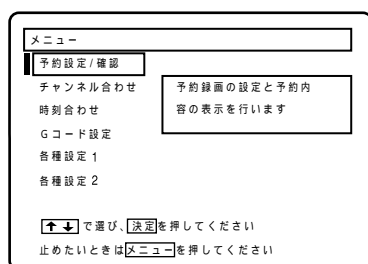 メニュー
予約設定/確認
チャンネル合わせ
時刻合わせ
Gコード設定
各種設定1
各種設定2
予約録画の設定と予約内
容の表示を行います
↑↓で選び、決定を押してください
止めたいときはメニューを押してください